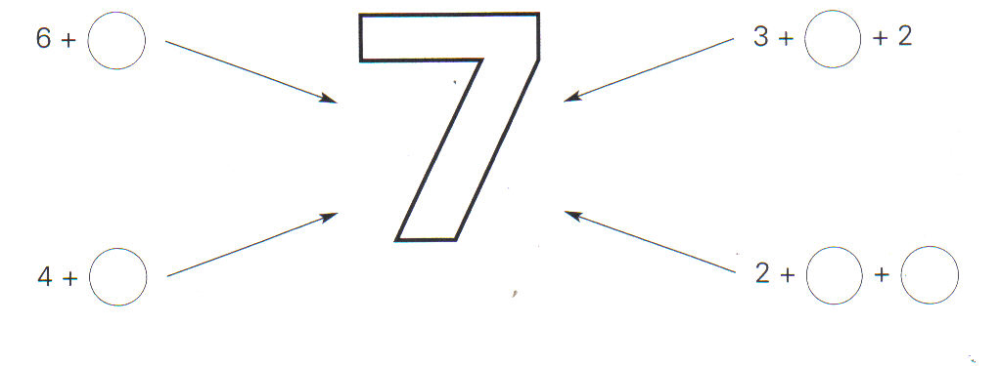 6 + ◯
7
3 + ◯ + 2
4 + ◯
2 + ◯ + ◯